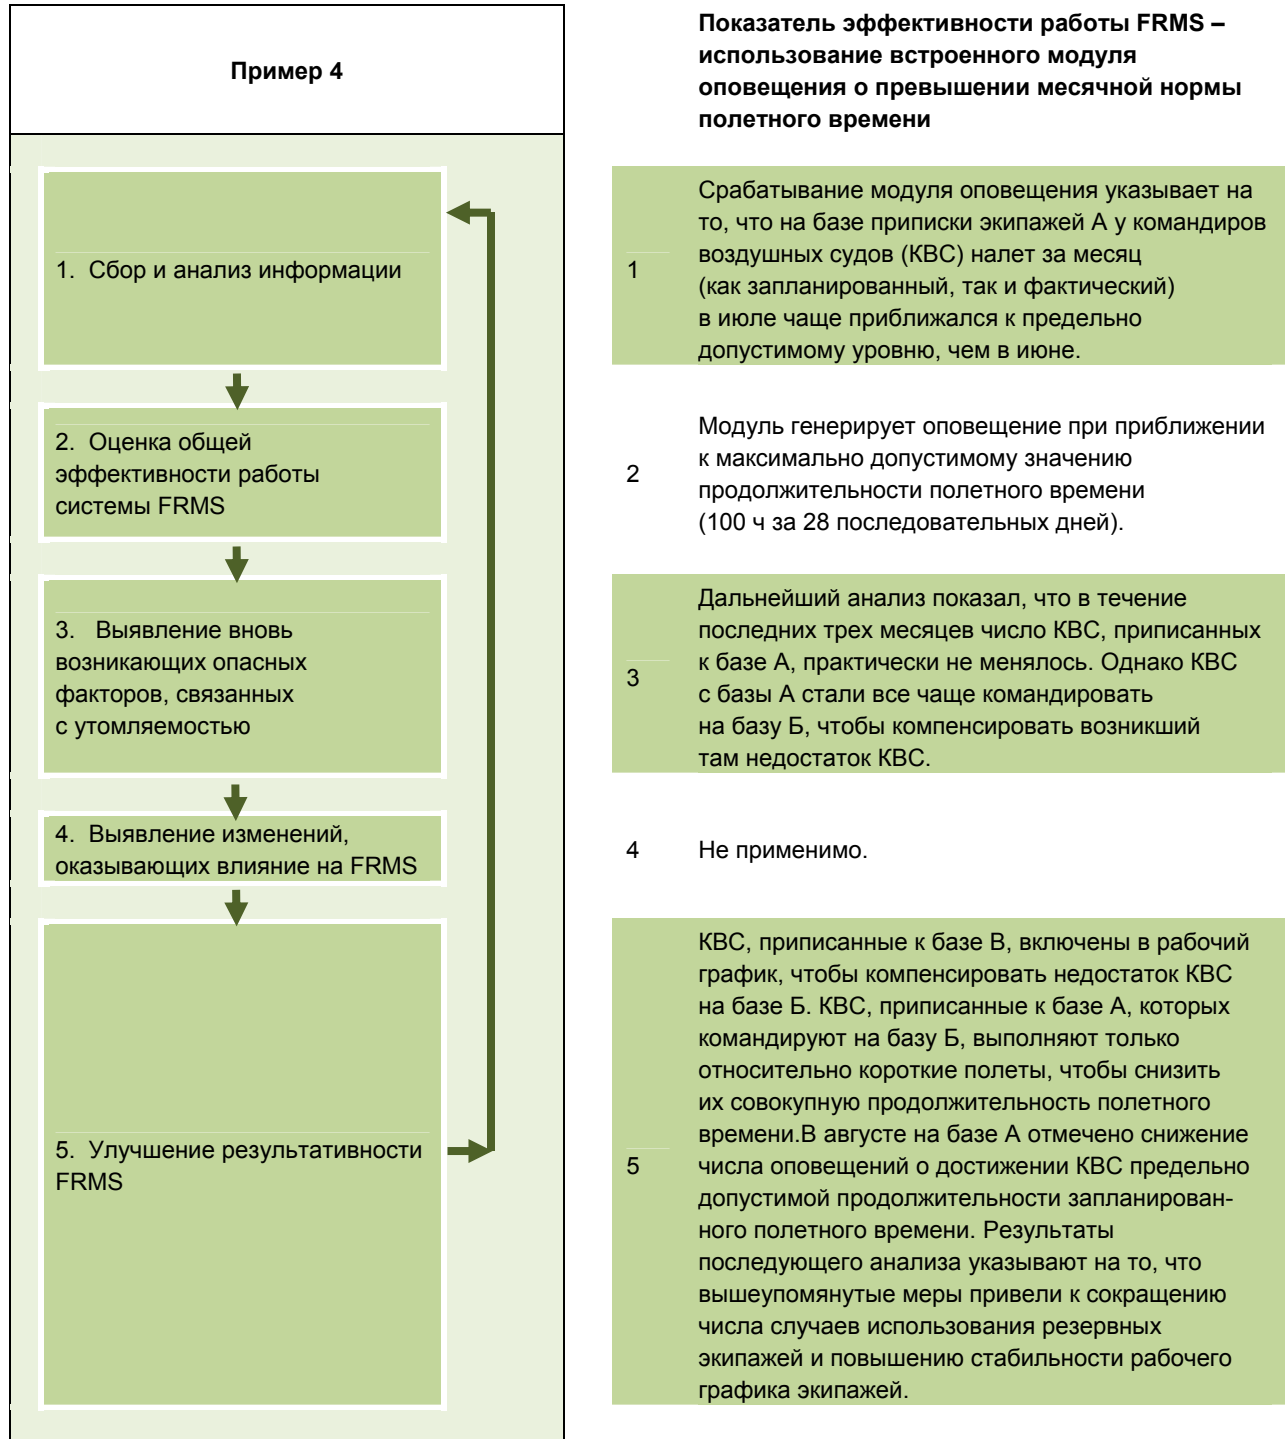 Пример 4
Показатель эффективности работы FRMS –
использование встроенного модуля
оповещения о превышении месячной нормы
полетного времени
1. Сбор и анализ информации
1
Срабатывание модуля оповещения указывает на
то, что на базе приписки экипажей А у командиров
воздушных судов (КВС) налет за месяц
(как запланированный, так и фактический)
в июле чаще приближался к предельно
допустимому уровню, чем в июне.
2. Оценка общей
эффективности работы
системы FRMS
2
Модуль генерирует оповещение при приближении
к максимально допустимому значению
продолжительности полетного времени
(100 ч за 28 последовательных дней).
3. Выявление вновь
возникающих опасных
факторов, связанных
с утомляемостью
3
Дальнейший анализ показал, что в течение
последних трех месяцев число КВС, приписанных
к базе А, практически не менялось. Однако КВС
с базы А стали все чаще командировать
на базу Б, чтобы компенсировать возникший
там недостаток КВС.
4. Выявление изменений,
оказывающих влияние на FRMS
4
Не применимо.
5. Улучшение результативности
FRMS
5
КВС, приписанные к базе В, включены в рабочий
график, чтобы компенсировать недостаток КВС
на базе Б. КВС, приписанные к базе А, которых
командируют на базу Б, выполняют только
относительно короткие полеты, чтобы снизить
их совокупную продолжительность полетного
времени.В августе на базе А отмечено снижение
числа оповещений о достижении КВС предельно
допустимой продолжительности запланирован-
ного полетного времени. Результаты
последующего анализа указывают на то, что
вышеупомянутые меры привели к сокращению
числа случаев использования резервных
экипажей и повышению стабильности рабочего
графика экипажей.